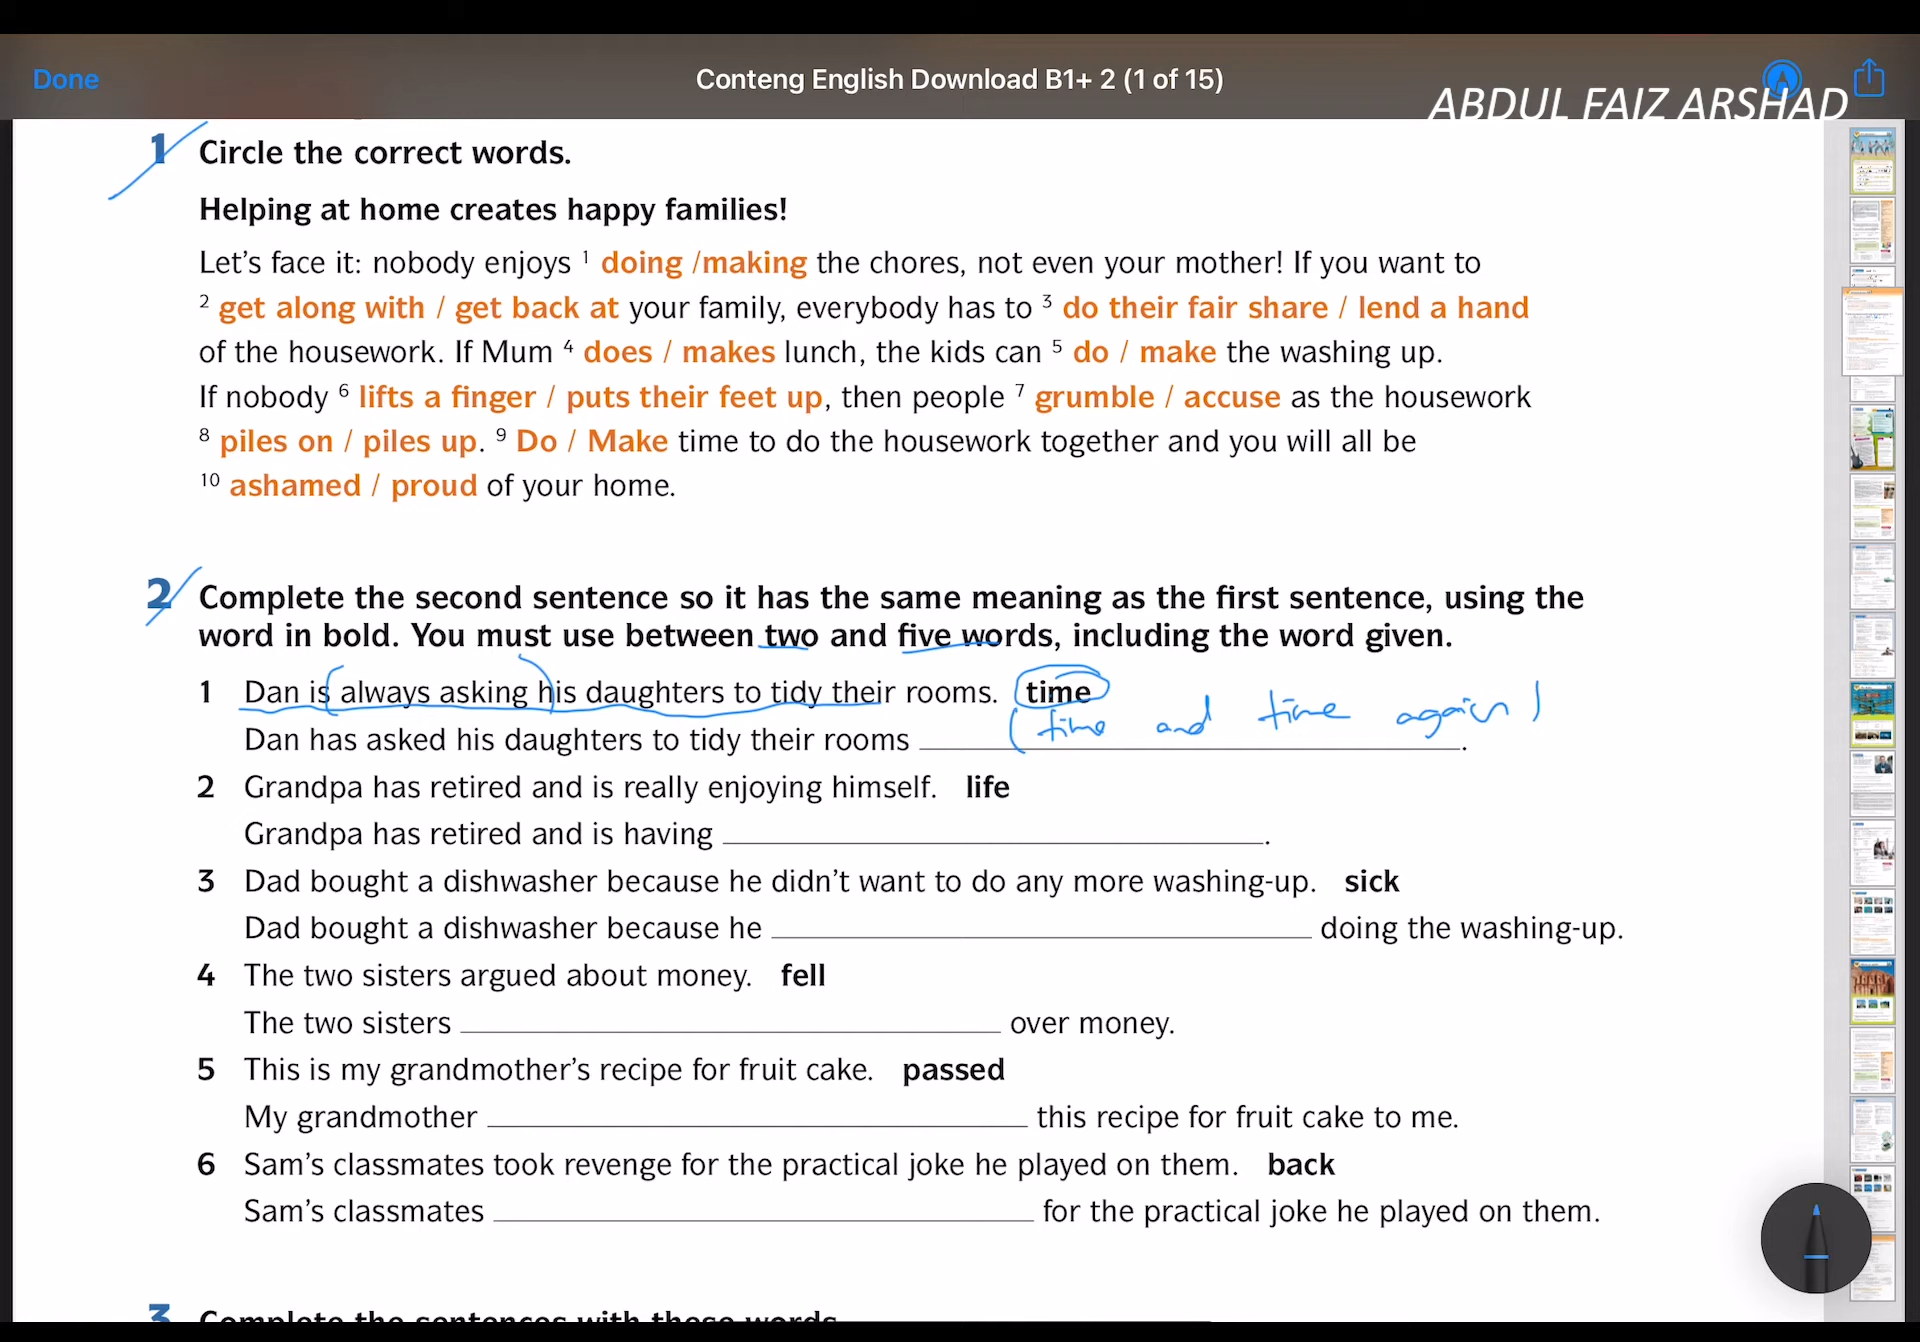 Done
Conteng English Download B1+ 2 (1 of 15)
ABDUL FAIZ ARSHAD
1 Circle the correct words.
Helping at home creates happy families!
Let's face it: nobody enjoys 1 doing /making the chores, not even your mother! If you want to
2 get along with / get back at your family, everybody has to 3 do their fair share / lend a hand
of the housework. If Mum 4 does / makes lunch, the kids can 5 do / make the washing up.
If nobody 6 lifts a finger / puts their feet up, then people 7 grumble / accuse as the housework
8 piles on / piles up. 9 Do / Make time to do the housework together and you will all be
10 ashamed / proud of your home.
2 Complete the second sentence so it has the same meaning as the first sentence, using the
word in bold. You must use between two and five words, including the word given.
1 Dan is (always asking) his daughters to tidy their rooms. time
(time and time again)
Dan has asked his daughters to tidy their rooms ____.
2 Grandpa has retired and is really enjoying himself. life
Grandpa has retired and is having ____.
3 Dad bought a dishwasher because he didn't want to do any more washing-up. sick
Dad bought a dishwasher because he ____ doing the washing-up.
4 The two sisters argued about money. fell
The two sisters ____ over money.
5 This is my grandmother's recipe for fruit cake. passed
My grandmother ____ this recipe for fruit cake to me.
6 Sam's classmates took revenge for the practical joke he played on them. back
Sam's classmates ____ for the practical joke he played on them.
3 Complete the sentences with these words